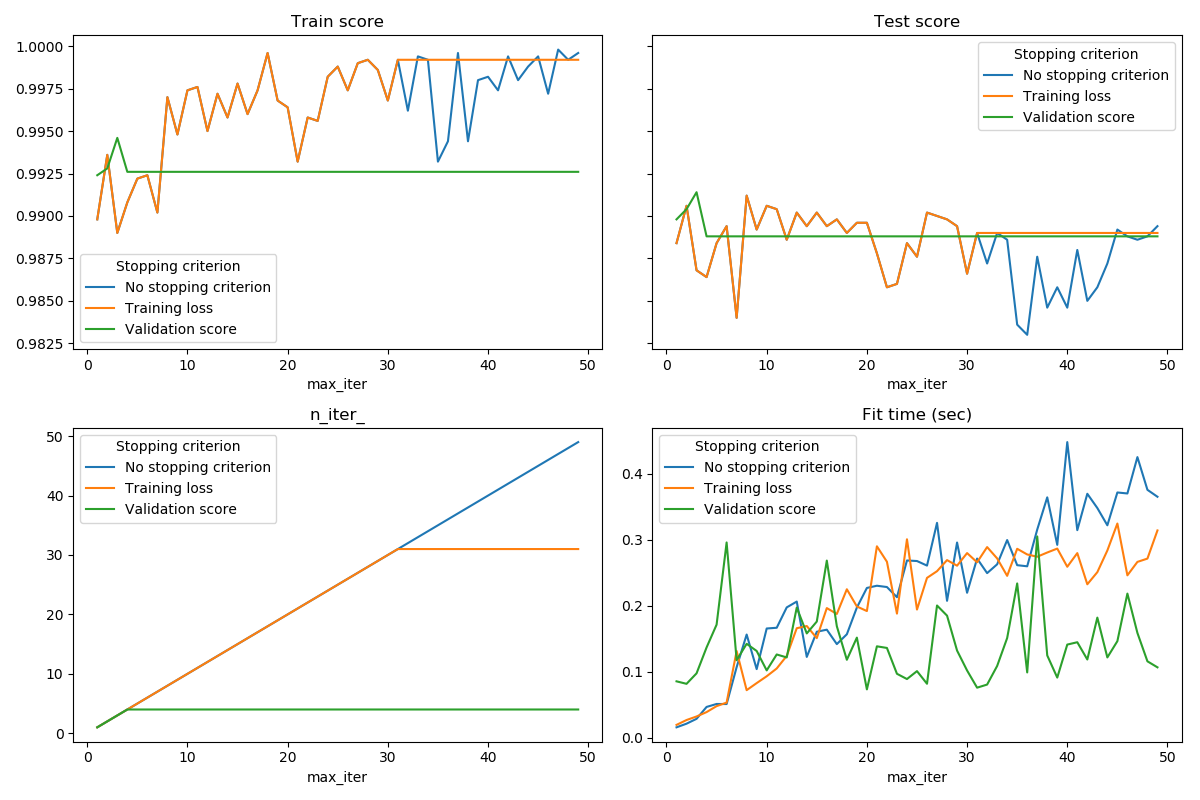 Train score
1.0000
0.9975
0.9950
0.9925
0.9900
0.9875
0.9850
0.9825
Stopping criterion
No stopping criterion
Training loss
Validation score
0 10 20 30 40 50
max_iter
Test score
Stopping criterion
No stopping criterion
Training loss
Validation score
0 10 20 30 40 50
max_iter
n_iter_
50
40
30
20
10
0
Stopping criterion
No stopping criterion
Training loss
Validation score
0 10 20 30 40 50
max_iter
Fit time (sec)
0.4
0.3
0.2
0.1
0.0
Stopping criterion
No stopping criterion
Training loss
Validation score
0 10 20 30 40 50
max_iter